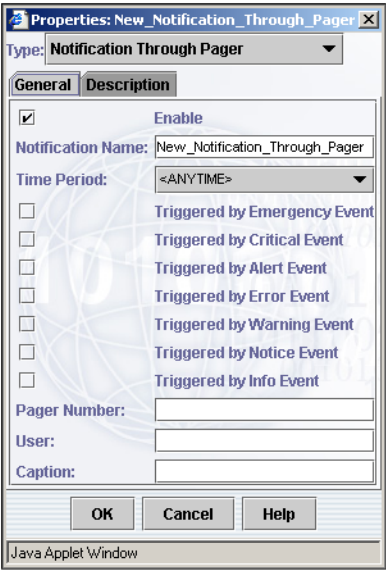 Properties: New_Notification_Through_Pager
Type: Notification Through Pager
General Description
Enable
Notification Name: New_Notification_Through_Pager
Time Period: <ANYTIME>
Triggered by Emergency Event
Triggered by Critical Event
Triggered by Alert Event
Triggered by Error Event
Triggered by Warning Event
Triggered by Notice Event
Triggered by Info Event
Pager Number:
User:
Caption:
OK Cancel Help
Java Applet Window